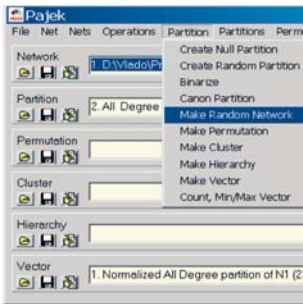 Pajek
File Net Nets Operations Partition Partitions Perm
Network
1. D:\Vlado\Pr
Partition
2. All Degree
Permutation
Cluster
Hierarchy
Vector
1. Normalized All Degree partition of N1 (2
Create Null Partition
Create Random Partition
Binarize
Canon Partition
Make Random Network
Make Permutation
Make Cluster
Make Hierarchy
Make Vector
Count, Min/Max Vector